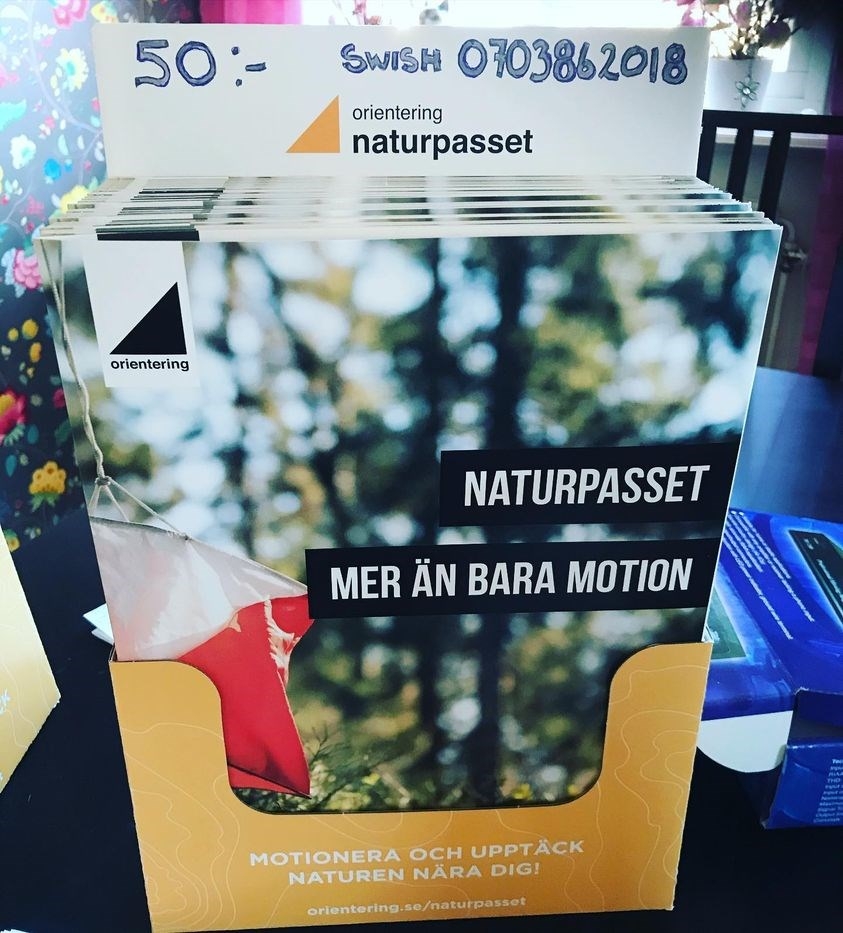 50:- SWISH 0703862018
orientering
naturpasset
orientering
NATURPASSET
MER ÄN BARA MOTION
MOTIONERA OCH UPPTÄCK
NATUREN NÄRA DIG!
orientering.se/naturpasset